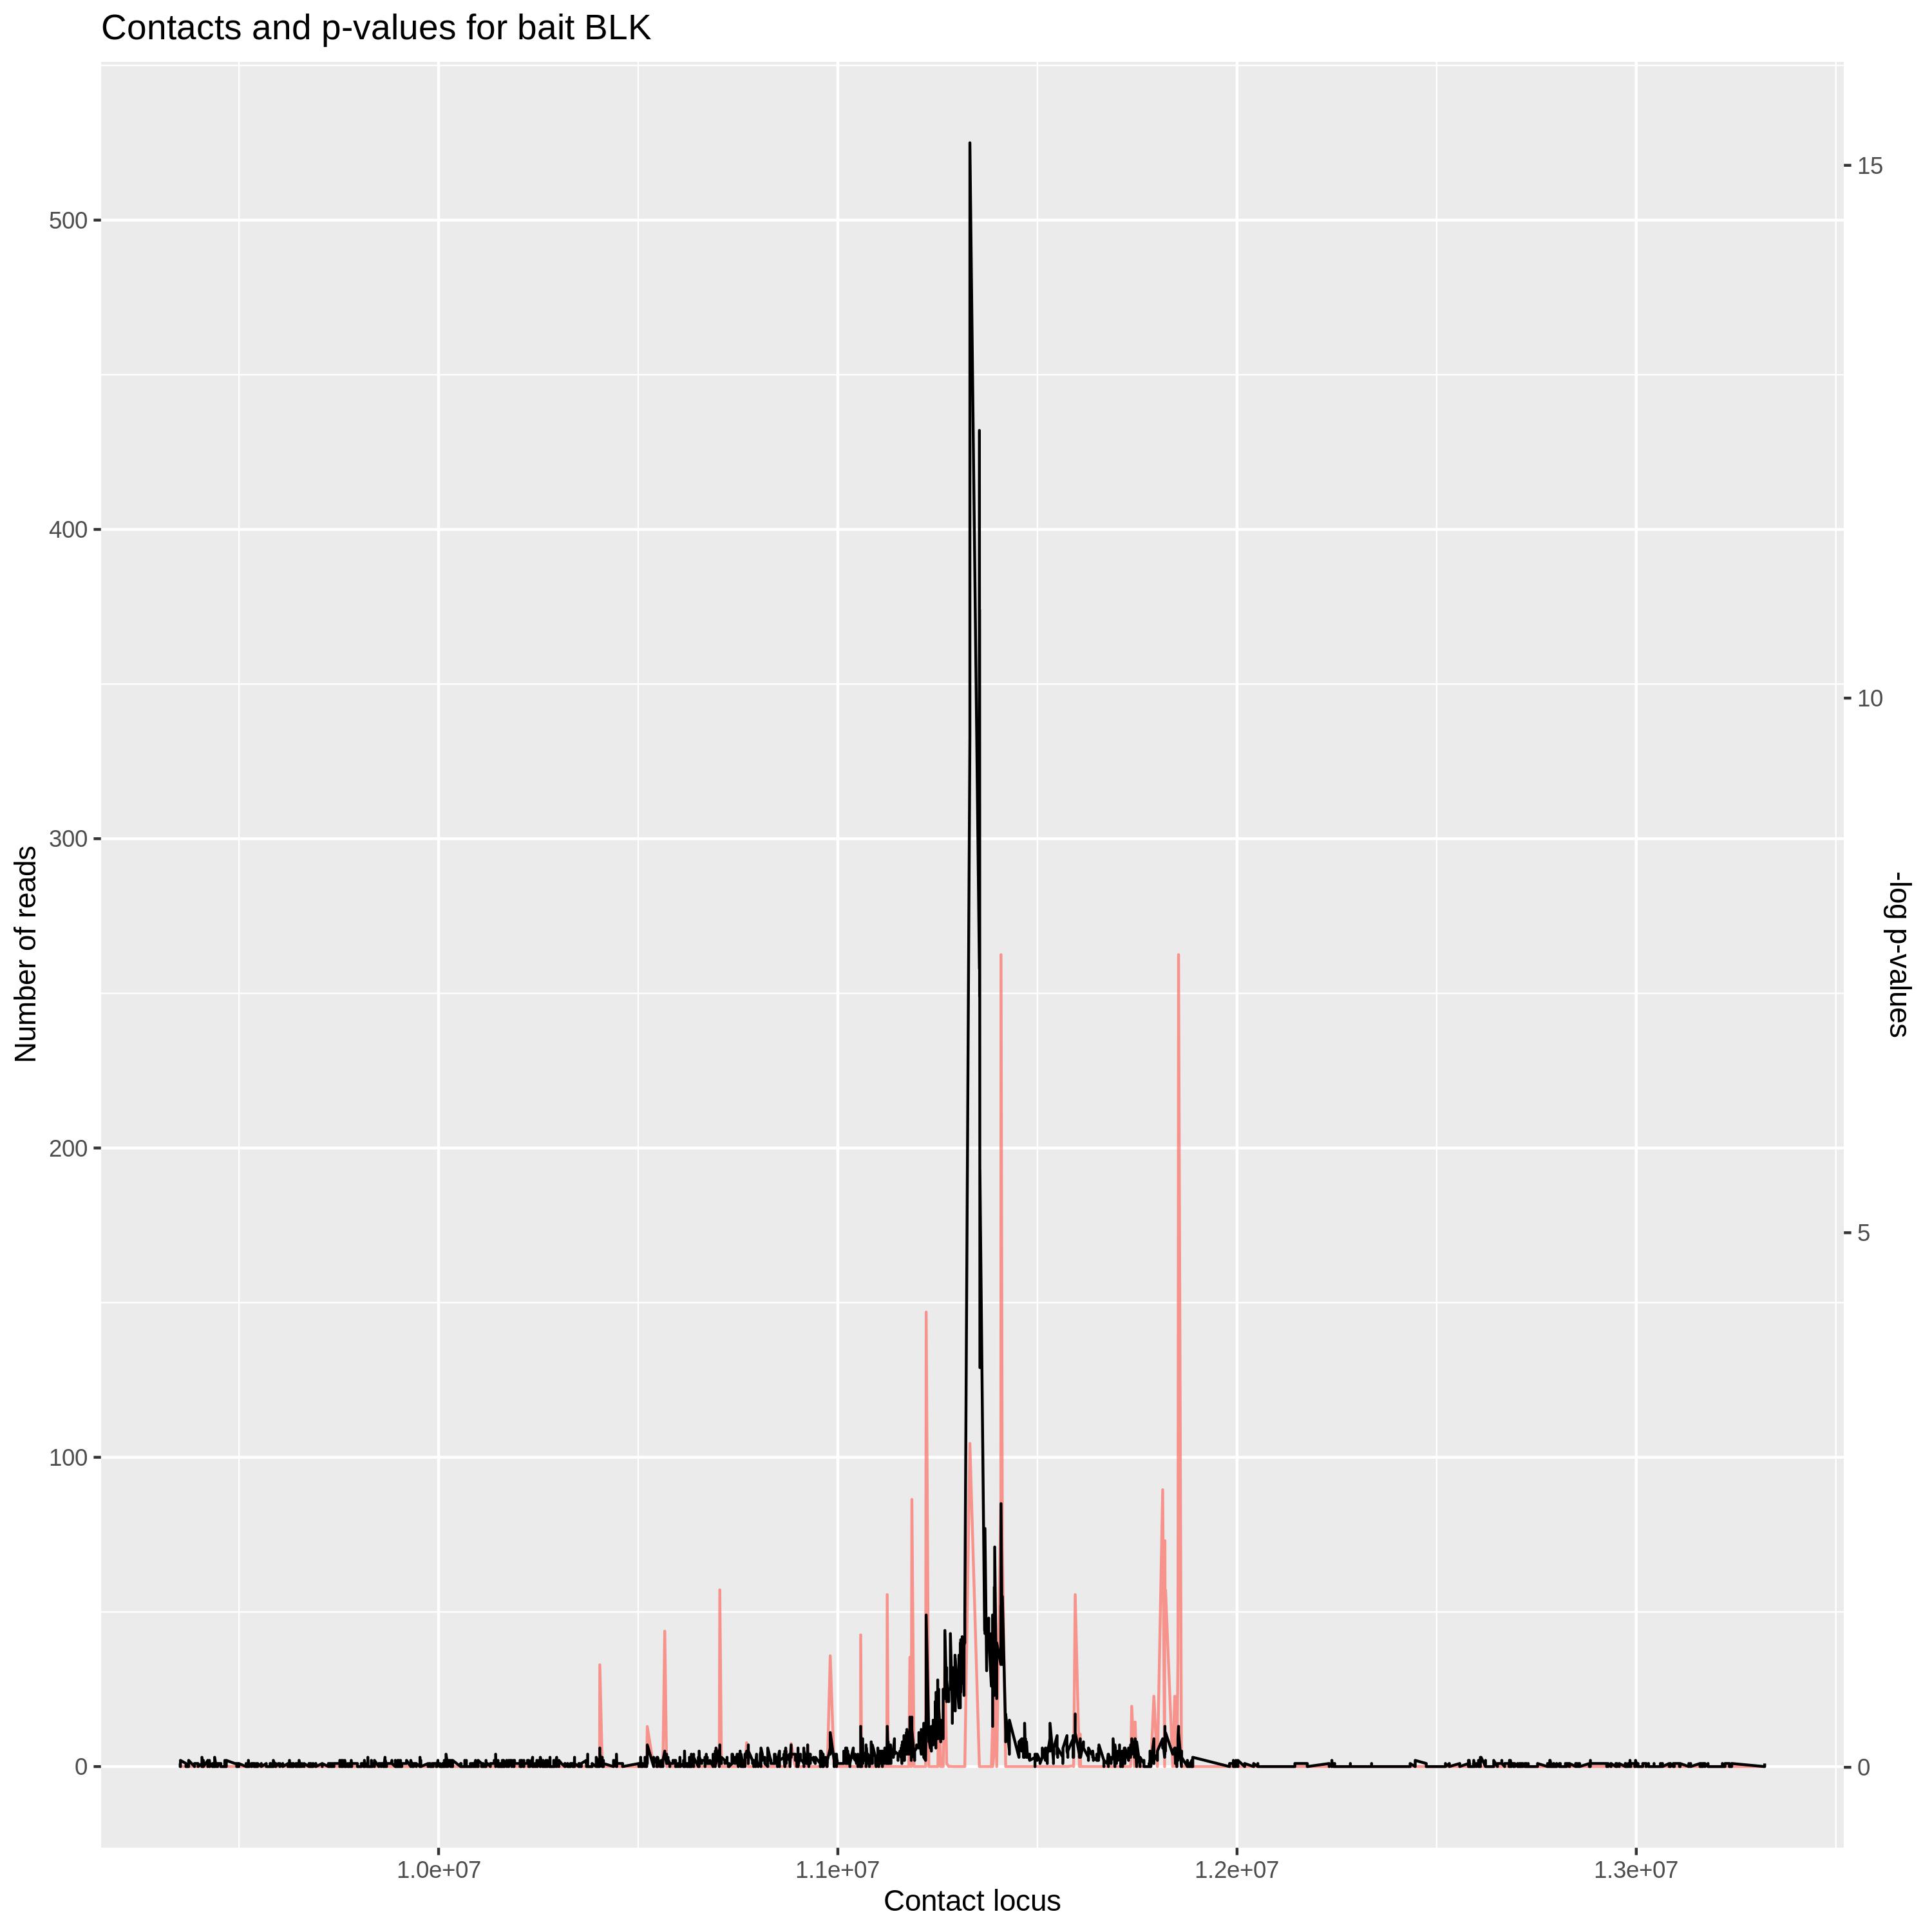 Contacts and p-values for bait BLK
500
400
300
200
100
0
15
10
5
0
Number of reads
-log p-values
1.0e+07
1.1e+07
1.2e+07
1.3e+07
Contact locus